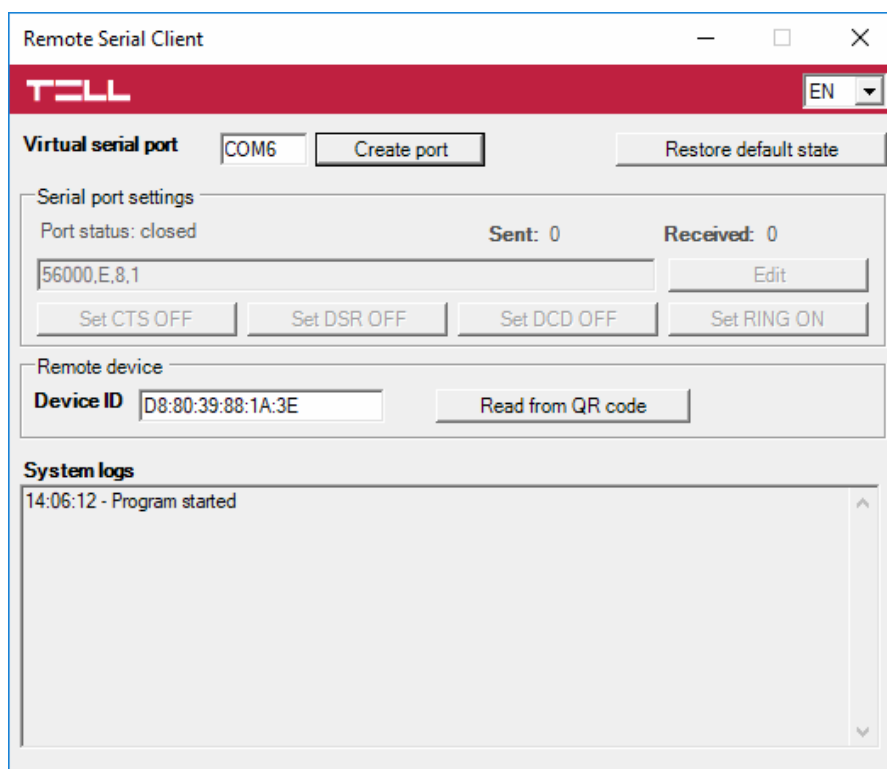 Remote Serial Client
TELL
EN
Virtual serial port COM6 Create port Restore default state
Serial port settings
Port status: closed Sent: 0 Received: 0
56000,E,8,1 Edit
Set CTS OFF Set DSR OFF Set DCD OFF Set RING ON
Remote device
Device ID D8:80:39:88:1A:3E Read from QR code
System logs
14:06:12 - Program started